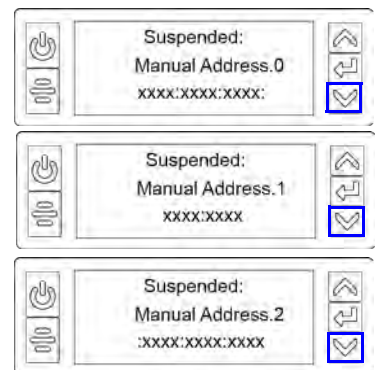 Suspended:
Manual Address.0
xxxx:xxxx:xxxx:
Suspended:
Manual Address.1
xxxx:xxxx
Suspended:
Manual Address.2
:xxxx:xxxx:xxxx